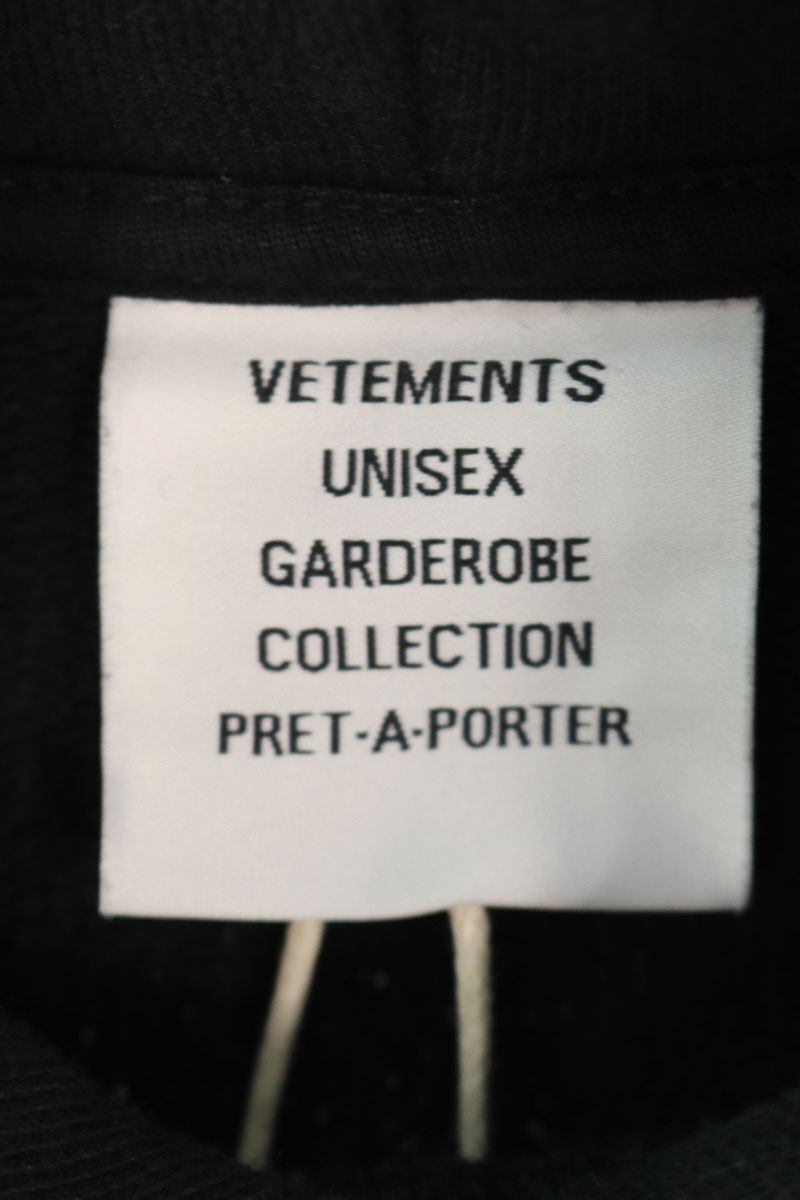 VETEMENTS
UNISEX
GARDEROBE
COLLECTION
PRET-A-PORTER